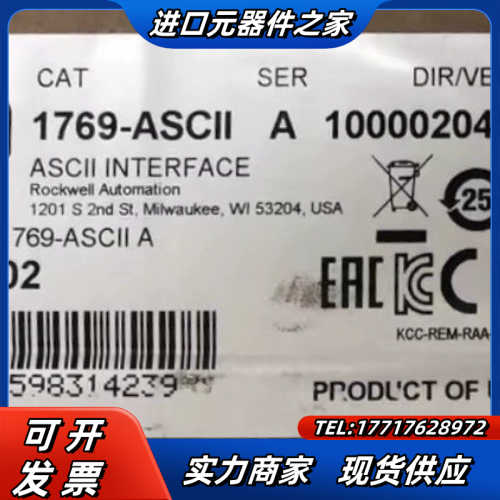 进口元器件之家
CAT SER DIR/VE
1769-ASCII A 10000204
ASCII INTERFACE
Rockwell Automation
1201 S 2nd St, Milwaukee, WI 53204, USA
769-ASCII A
02
25
EAC
KCC-REM-RAA
598314239
PRODUCT OF
可开
发票
TEL:17717628972
实力商家 现货供应